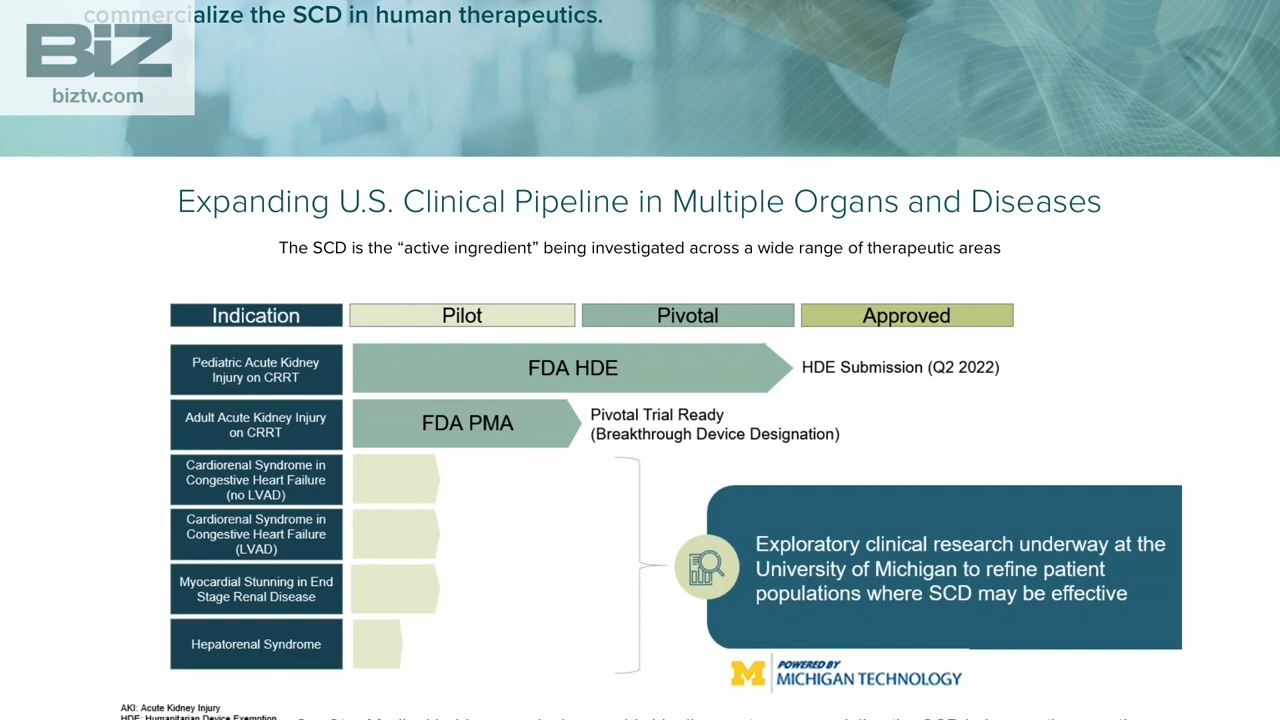 commercialize the SCD in human therapeutics.
BiZ
biztv.com
Expanding U.S. Clinical Pipeline in Multiple Organs and Diseases
The SCD is the “active ingredient” being investigated across a wide range of therapeutic areas
Indication
Pilot
Pivotal
Approved
Pediatric Acute Kidney
Injury on CRRT
FDA HDE
HDE Submission (Q2 2022)
Adult Acute Kidney Injury
on CRRT
FDA PMA
Pivotal Trial Ready
(Breakthrough Device Designation)
Cardiorenal Syndrome in
Congestive Heart Failure
(no LVAD)
Cardiorenal Syndrome in
Congestive Heart Failure
(LVAD)
Myocardial Stunning in End
Stage Renal Disease
Hepatorenal Syndrome
Exploratory clinical research underway at the
University of Michigan to refine patient
populations where SCD may be effective
M
POWERED BY
MICHIGAN TECHNOLOGY
AKI: Acute Kidney Injury
HDE: Humanitarian Device Exemption